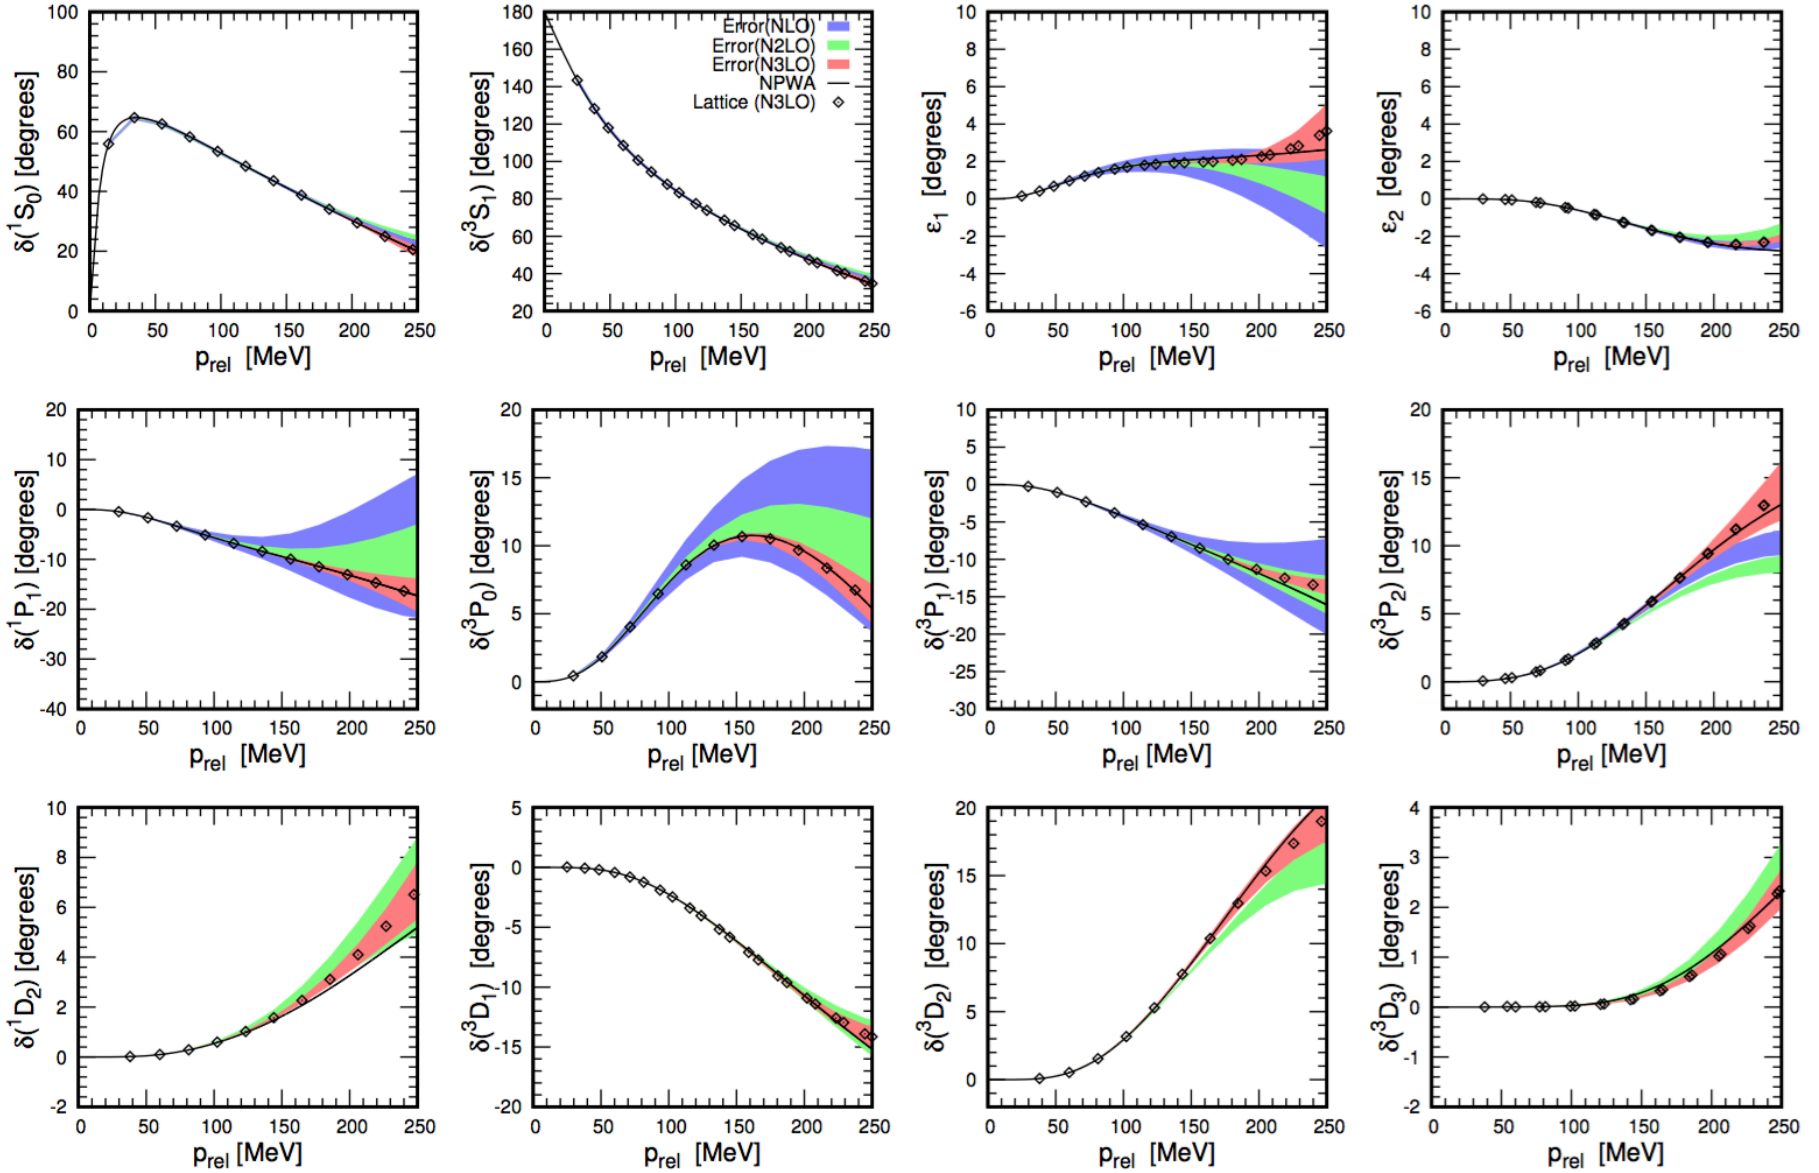 100
80
60
40
20
0
δ(¹S₀) [degrees]
0 50 100 150 200 250
p_rel [MeV]
180
160
140
120
100
80
60
40
20
δ(³S₁) [degrees]
Error(NLO)
Error(N2LO)
Error(N3LO)
NPWA
Lattice (N3LO)
0 50 100 150 200 250
p_rel [MeV]
10
8
6
4
2
0
-2
-4
-6
ε₁ [degrees]
0 50 100 150 200 250
p_rel [MeV]
10
8
6
4
2
0
-2
-4
-6
ε₂ [degrees]
0 50 100 150 200 250
p_rel [MeV]
20
10
0
-10
-20
-30
-40
δ(¹P₁) [degrees]
0 50 100 150 200 250
p_rel [MeV]
20
15
10
5
0
δ(³P₀) [degrees]
0 50 100 150 200 250
p_rel [MeV]
10
5
0
-5
-10
-15
-20
-25
-30
δ(³P₁) [degrees]
0 50 100 150 200 250
p_rel [MeV]
20
15
10
5
0
δ(³P₂) [degrees]
0 50 100 150 200 250
p_rel [MeV]
10
8
6
4
2
0
-2
δ(¹D₂) [degrees]
0 50 100 150 200 250
p_rel [MeV]
5
0
-5
-10
-15
-20
δ(³D₁) [degrees]
0 50 100 150 200 250
p_rel [MeV]
20
15
10
5
0
δ(³D₂) [degrees]
0 50 100 150 200 250
p_rel [MeV]
4
3
2
1
0
-1
-2
δ(³D₃) [degrees]
0 50 100 150 200 250
p_rel [MeV]